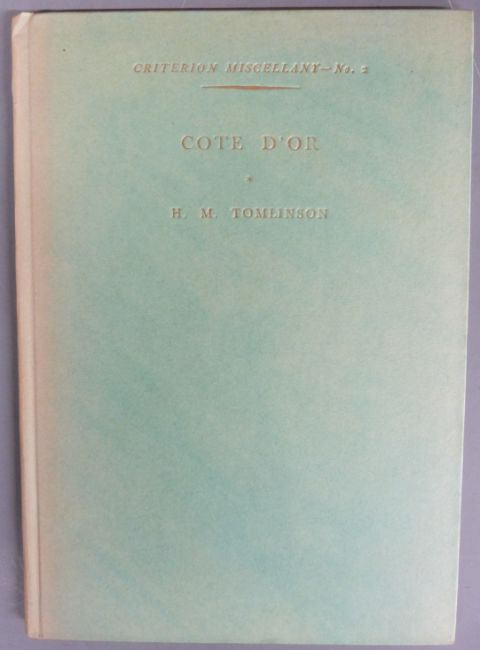 CRITERION MISCELLANY—No. 2
COTE D'OR
*
H. M. TOMLINSON